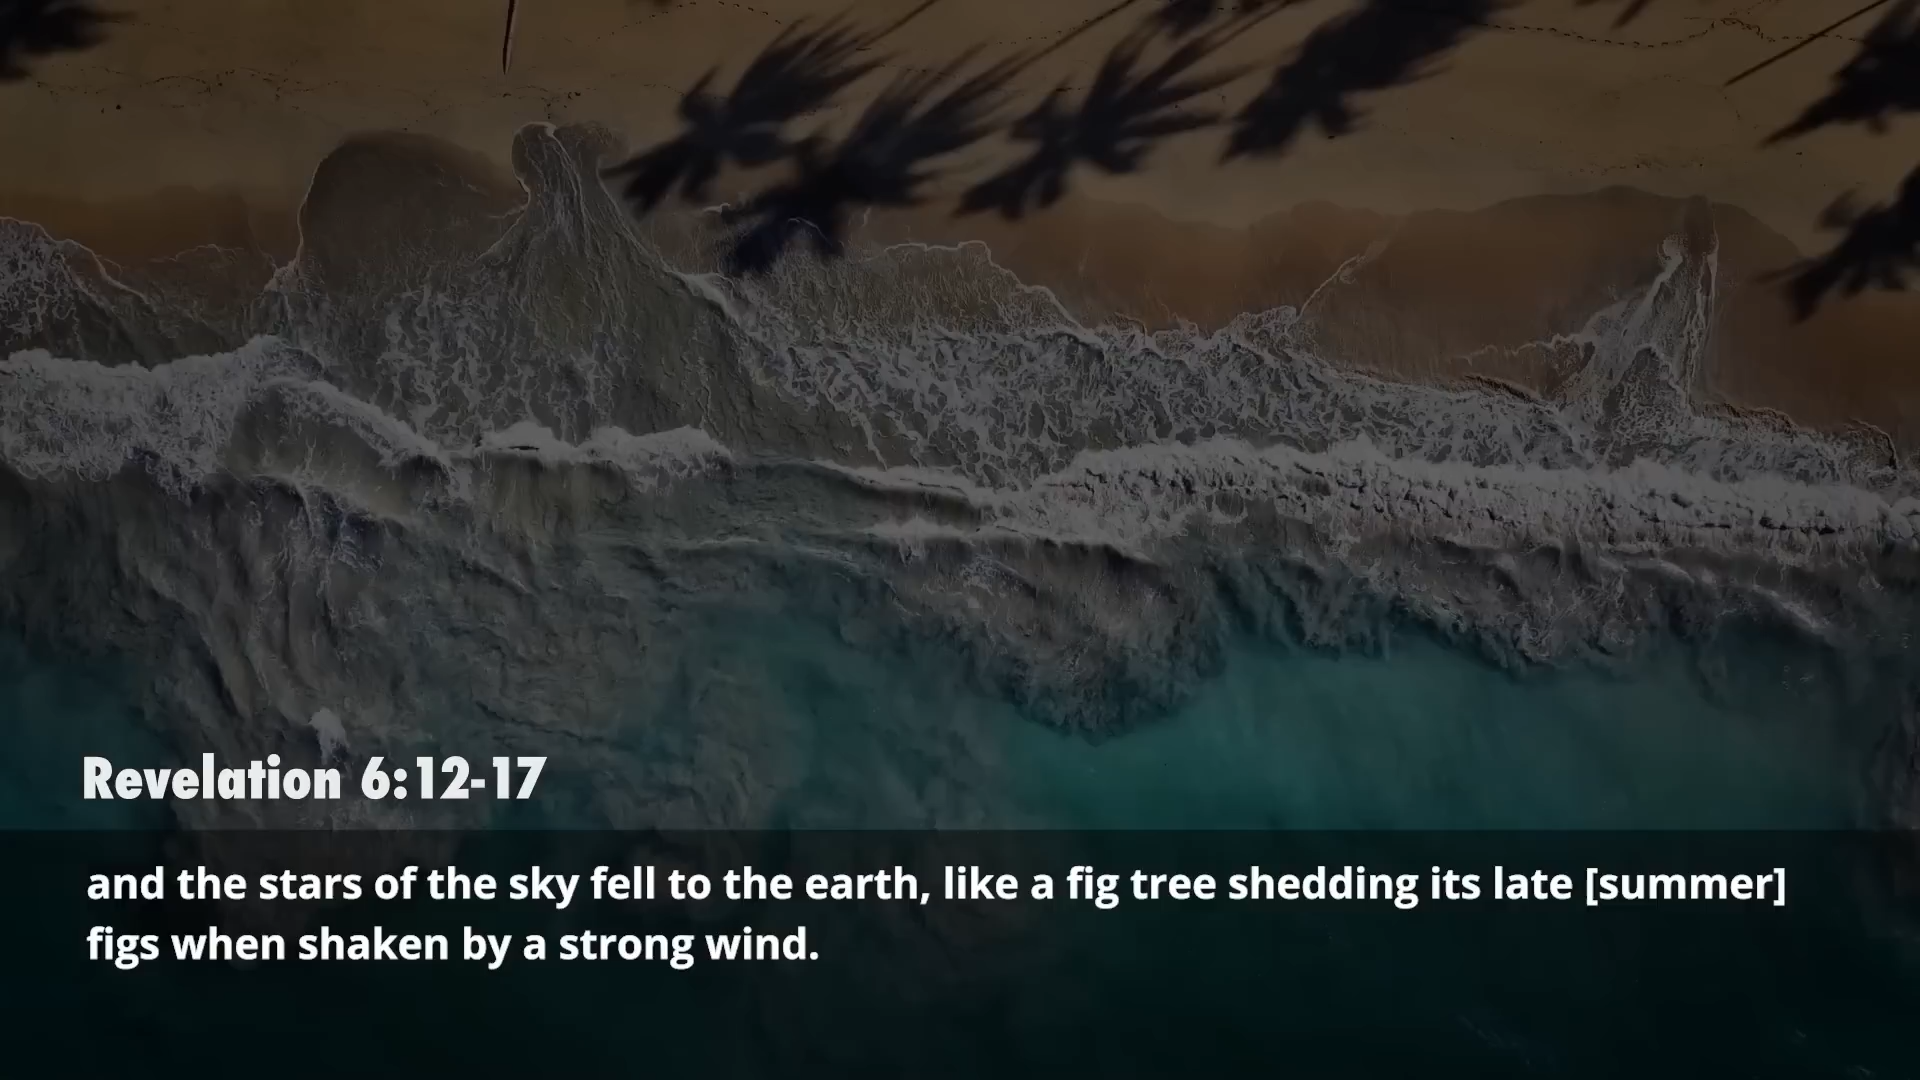 Revelation 6:12-17
and the stars of the sky fell to the earth, like a fig tree shedding its late [summer]
figs when shaken by a strong wind.